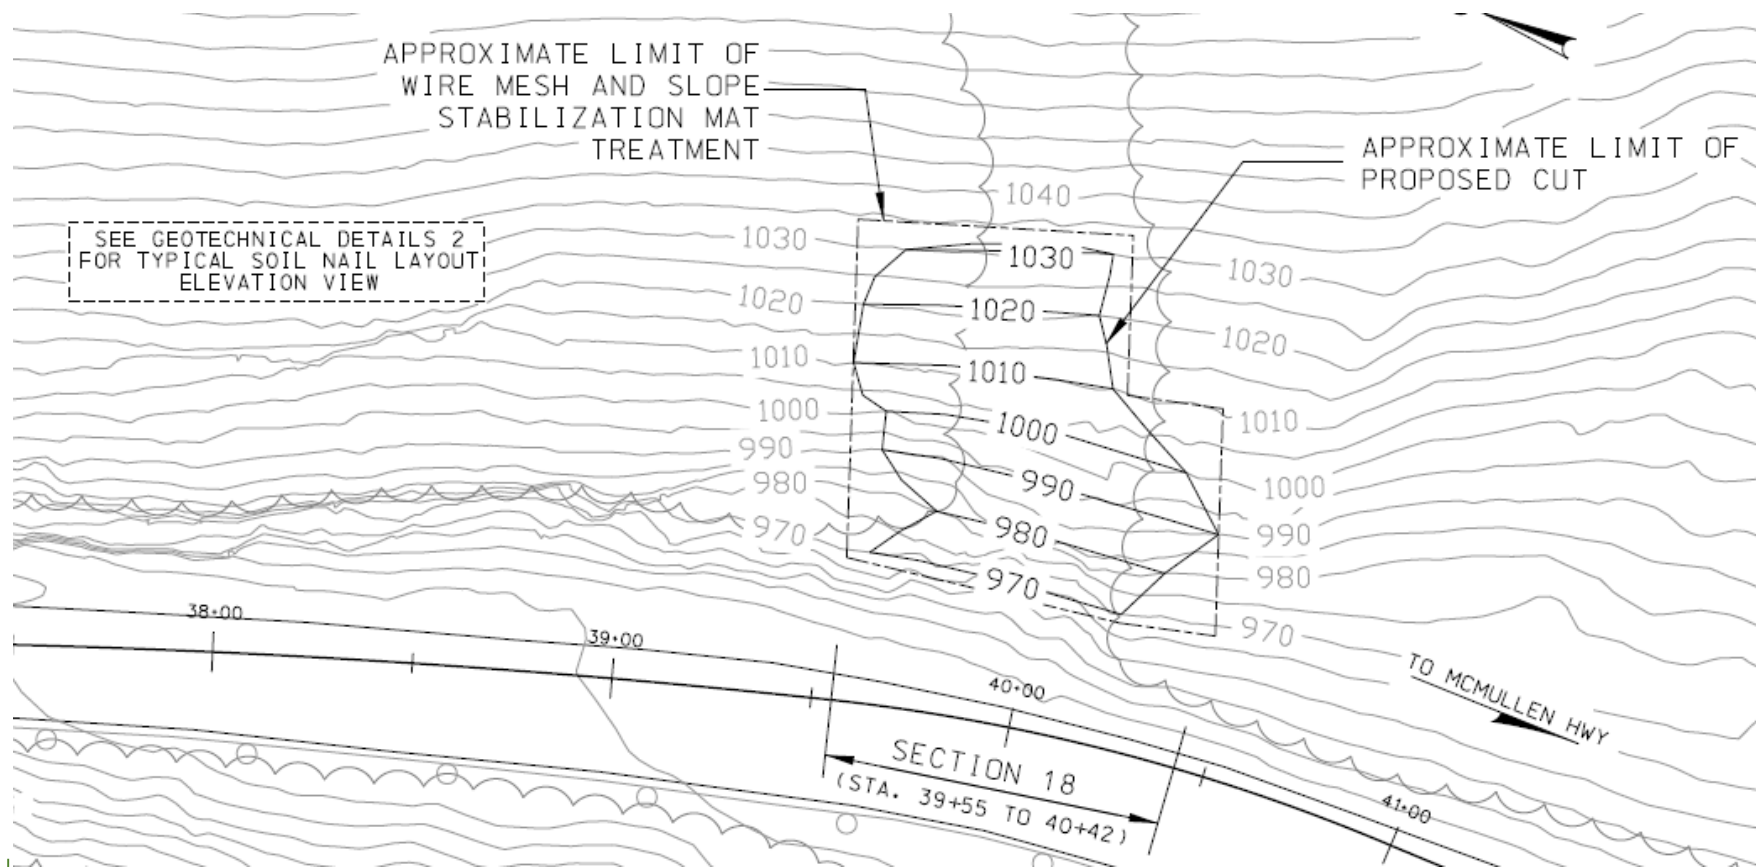 APPROXIMATE LIMIT OF
WIRE MESH AND SLOPE
STABILIZATION MAT
TREATMENT
APPROXIMATE LIMIT OF
PROPOSED CUT
SEE GEOTECHNICAL DETAILS 2
FOR TYPICAL SOIL NAIL LAYOUT
ELEVATION VIEW
1040
1030
1030
1030
1020
1020
1020
1010
1010
1010
1000
1000
1000
990
990
990
980
980
980
970
970
970
38+00
39+00
40+00
41+00
TO MCMULLEN HWY
SECTION 18
(STA. 39+55 TO 40+42)